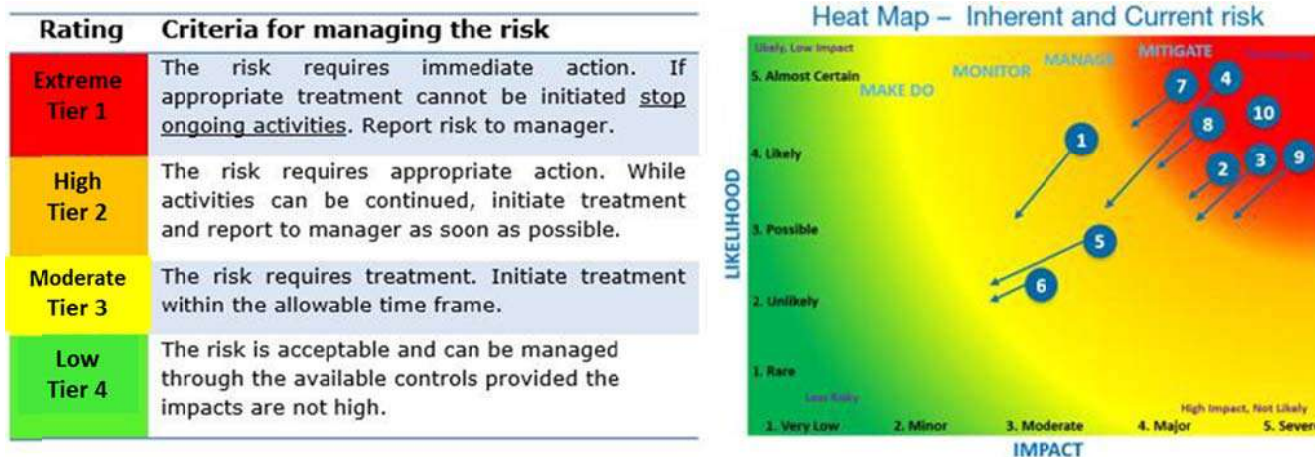 Rating Criteria for managing the risk
Extreme
Tier 1
The risk requires immediate action. If
appropriate treatment cannot be initiated stop
ongoing activities. Report risk to manager.
High
Tier 2
The risk requires appropriate action. While
activities can be continued, initiate treatment
and report to manager as soon as possible.
Moderate
Tier 3
The risk requires treatment. Initiate treatment
within the allowable time frame.
Low
Tier 4
The risk is acceptable and can be managed
through the available controls provided the
impacts are not high.
Heat Map – Inherent and Current risk
Likely, Low Impact
MAKE DO
MONITOR
MANAGE
MITIGATE
5. Almost Certain
4. Likely
3. Possible
2. Unlikely
1. Rare
LIKELIHOOD
7
4
10
8
1
2
3
9
5
6
Less Risky
High Impact, Not Likely
1. Very Low
2. Minor
3. Moderate
4. Major
5. Severe
IMPACT